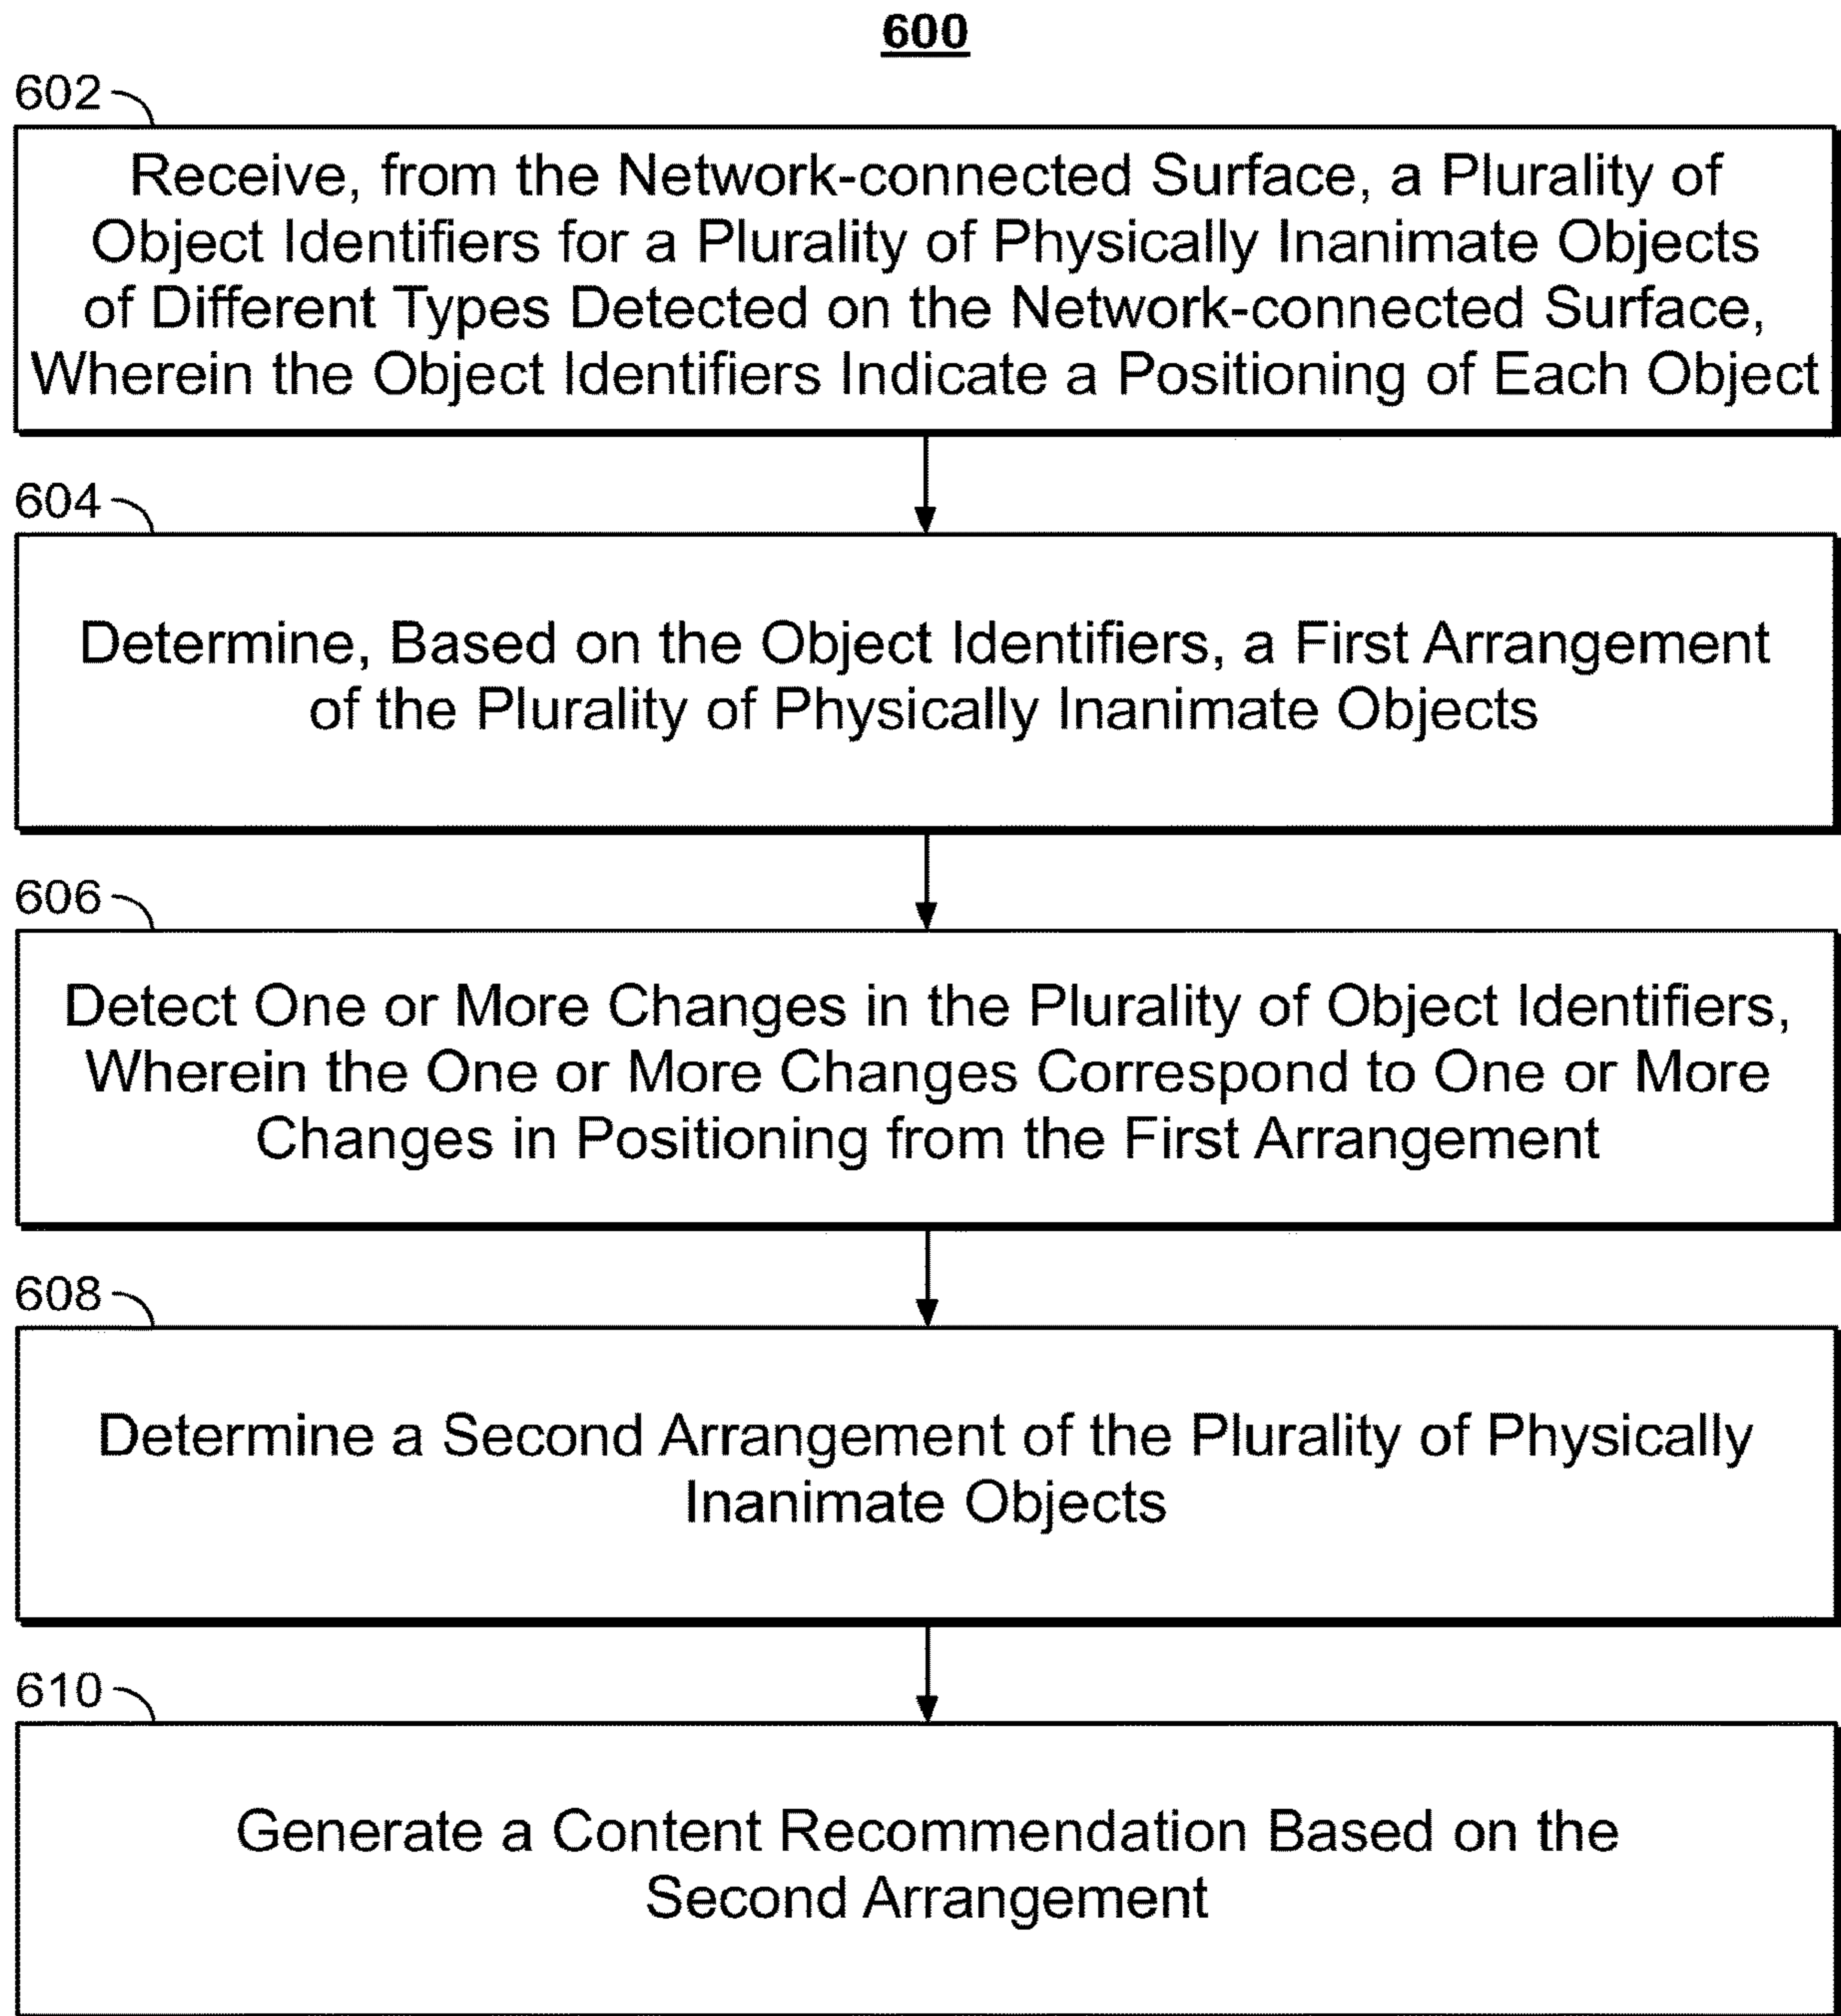 600
602
Receive, from the Network-connected Surface, a Plurality of
Object Identifiers for a Plurality of Physically Inanimate Objects
of Different Types Detected on the Network-connected Surface,
Wherein the Object Identifiers Indicate a Positioning of Each Object
604
Determine, Based on the Object Identifiers, a First Arrangement
of the Plurality of Physically Inanimate Objects
606
Detect One or More Changes in the Plurality of Object Identifiers,
Wherein the One or More Changes Correspond to One or More
Changes in Positioning from the First Arrangement
608
Determine a Second Arrangement of the Plurality of Physically
Inanimate Objects
610
Generate a Content Recommendation Based on the
Second Arrangement